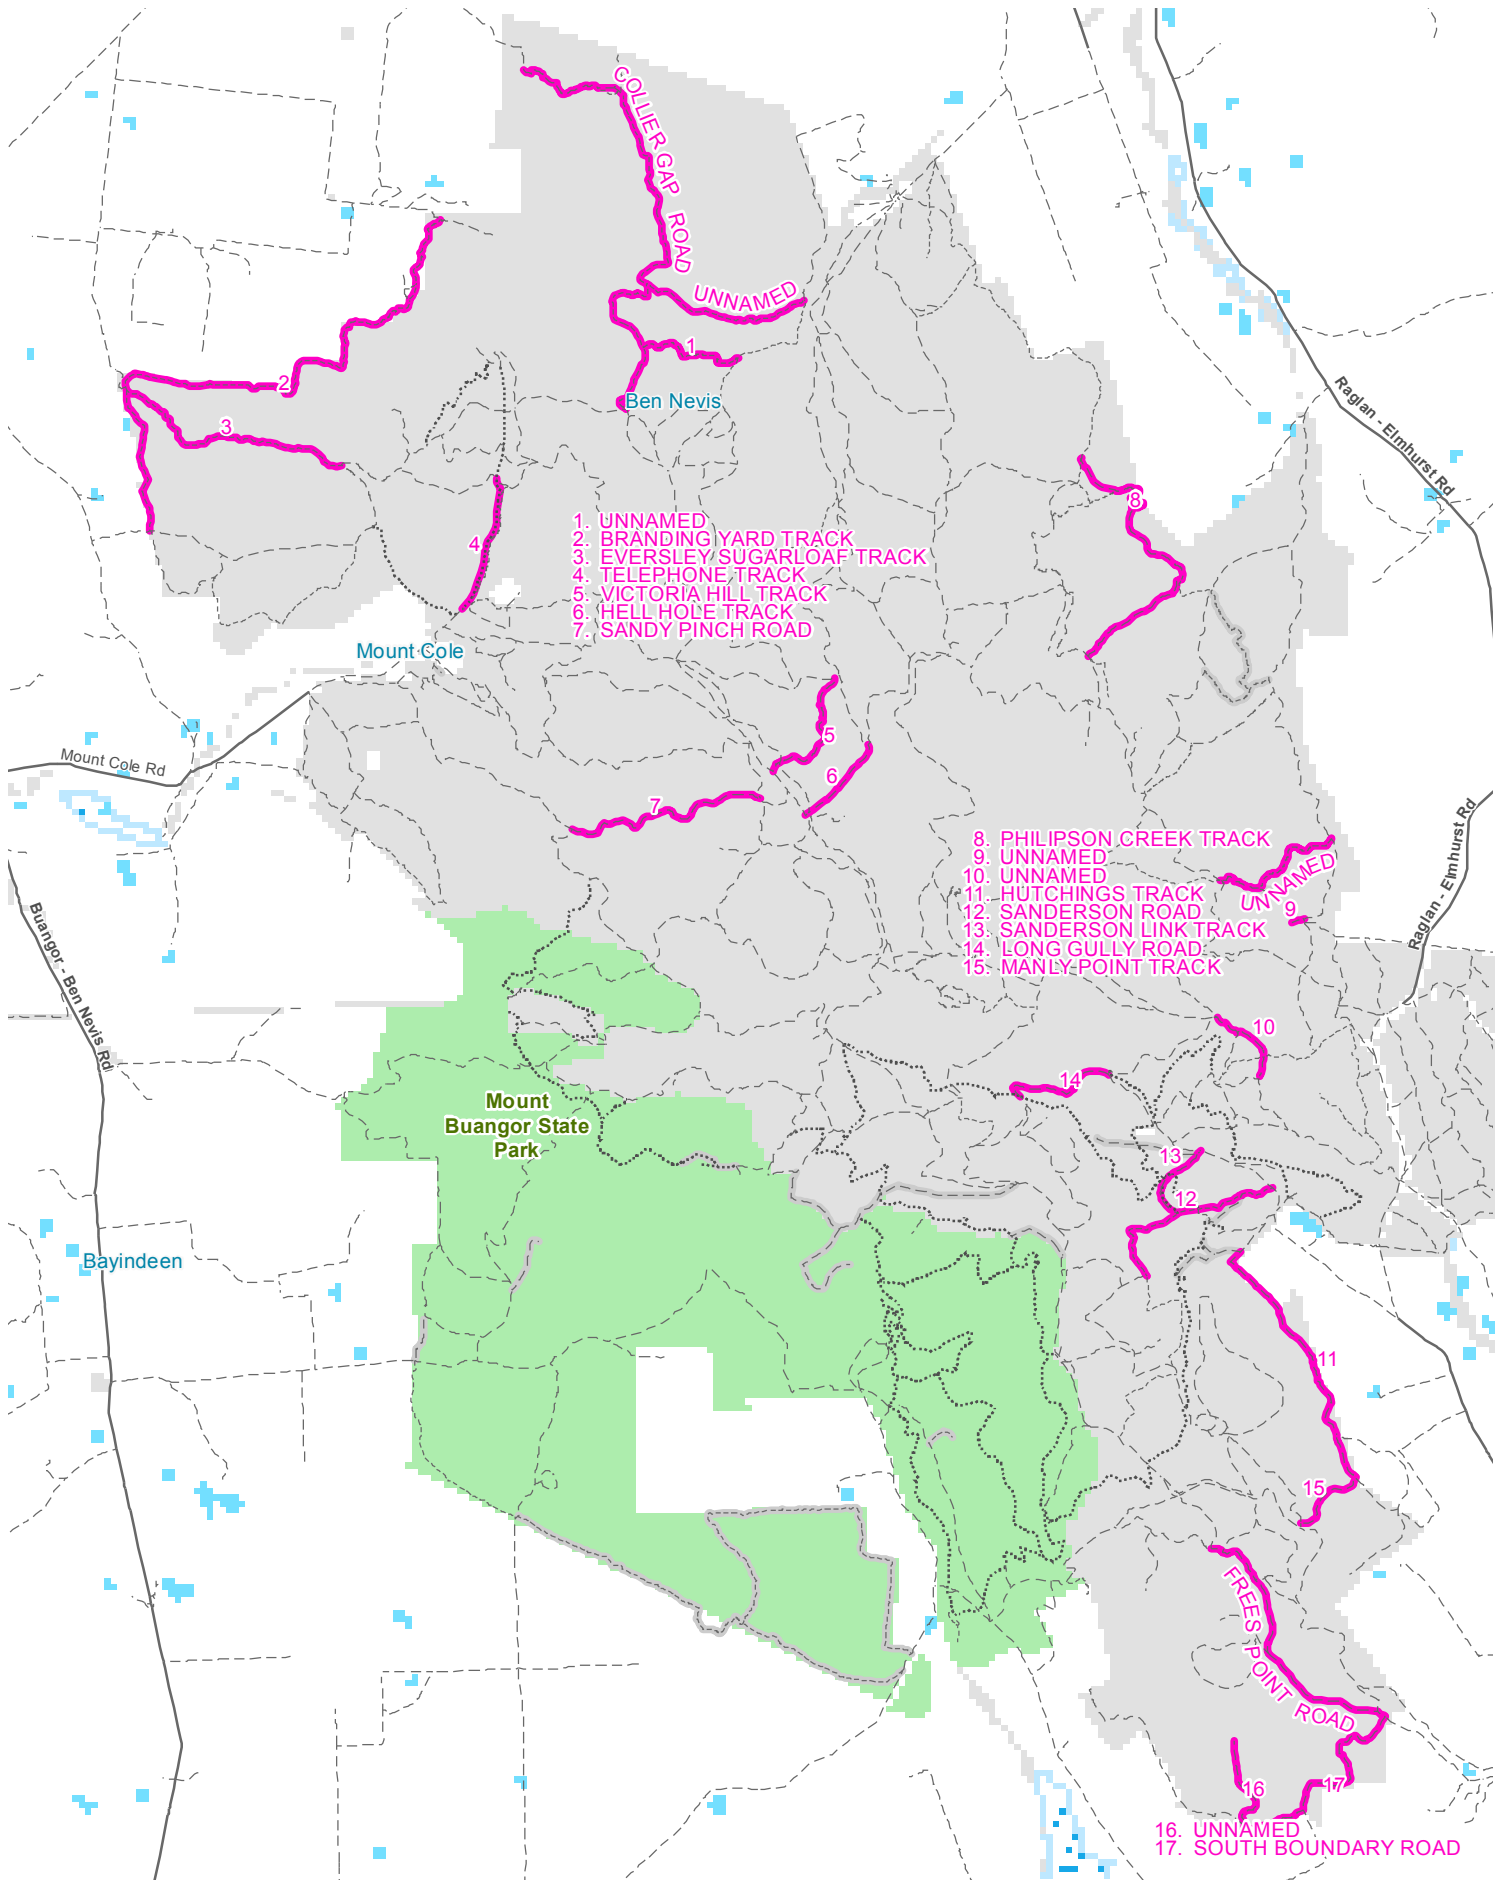 COLLIER GAP ROAD
UNNAMED
1
2
Ben Nevis
3
Raglan - Elmhurst Rd
8
4
1. UNNAMED
2. BRANDING YARD TRACK
3. EVERSLEY SUGARLOAF TRACK
4. TELEPHONE TRACK
5. VICTORIA HILL TRACK
6. HELL HOLE TRACK
7. SANDY PINCH ROAD
Mount Cole
5
Mount Cole Rd
6
7
8. PHILIPSON CREEK TRACK
9. UNNAMED
10. UNNAMED
11. HUTCHINGS TRACK
12. SANDERSON ROAD
13. SANDERSON LINK TRACK
14. LONG GULLY ROAD
15. MANLY POINT TRACK
UNNAMED
9
Raglan - Elmhurst Rd
Buangor - Ben Nevis Rd
10
14
Mount
Buangor State
Park
13
12
Bayindeen
11
15
FREES POINT ROAD
16
17
16. UNNAMED
17. SOUTH BOUNDARY ROAD